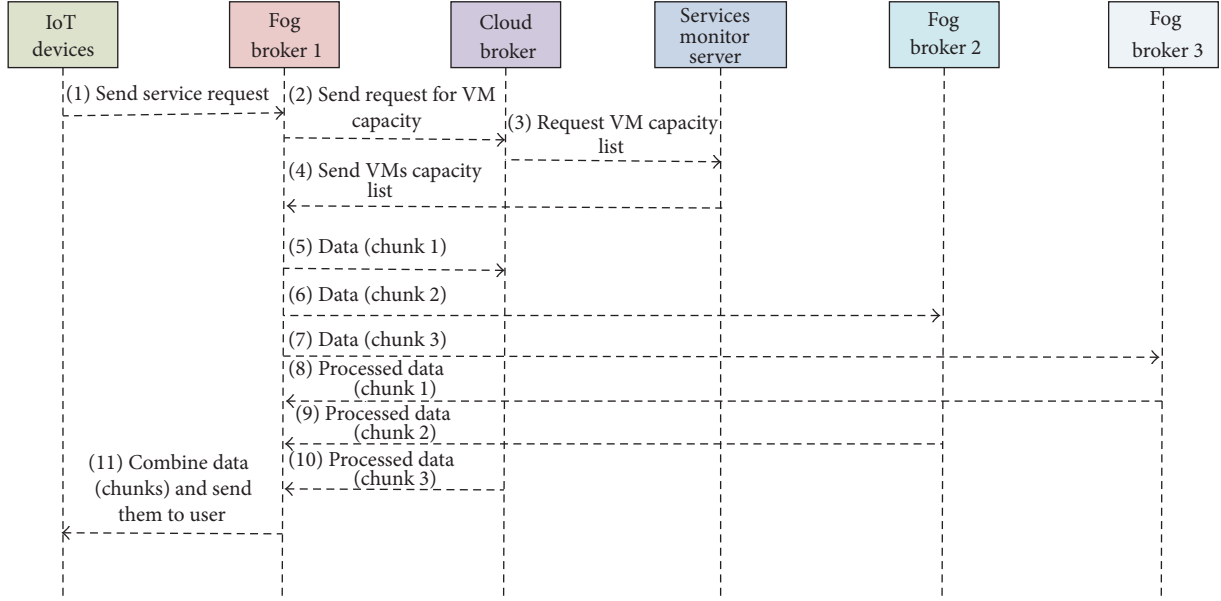 IoT
devices
Fog
broker 1
Cloud
broker
Services
monitor
server
Fog
broker 2
Fog
broker 3
(1) Send service request
(2) Send request for VM
capacity
(3) Request VM capacity
list
(4) Send VMs capacity
list
(5) Data (chunk 1)
(6) Data (chunk 2)
(7) Data (chunk 3)
(8) Processed data
(chunk 1)
(9) Processed data
(chunk 2)
(10) Processed data
(chunk 3)
(11) Combine data
(chunks) and send
them to user